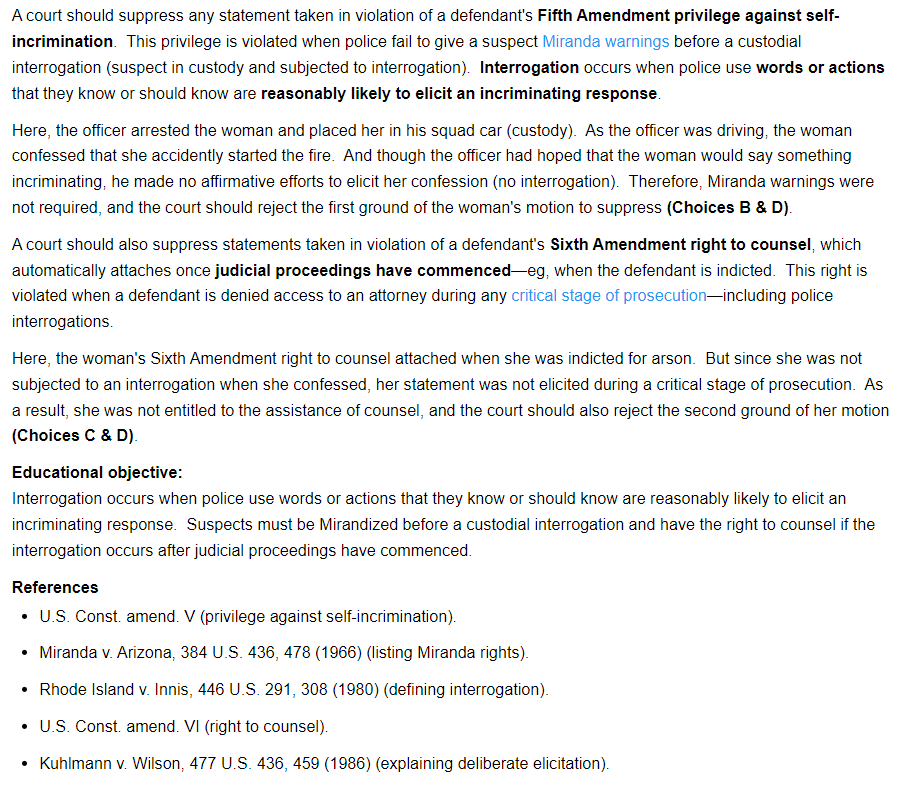 A court should suppress any statement taken in violation of a defendant's Fifth Amendment privilege against self-
incrimination.  This privilege is violated when police fail to give a suspect Miranda warnings before a custodial
interrogation (suspect in custody and subjected to interrogation).  Interrogation occurs when police use words or actions
that they know or should know are reasonably likely to elicit an incriminating response.
Here, the officer arrested the woman and placed her in his squad car (custody).  As the officer was driving, the woman
confessed that she accidently started the fire.  And though the officer had hoped that the woman would say something
incriminating, he made no affirmative efforts to elicit her confession (no interrogation).  Therefore, Miranda warnings were
not required, and the court should reject the first ground of the woman's motion to suppress (Choices B & D).
A court should also suppress statements taken in violation of a defendant's Sixth Amendment right to counsel, which
automatically attaches once judicial proceedings have commenced—eg, when the defendant is indicted.  This right is
violated when a defendant is denied access to an attorney during any critical stage of prosecution—including police
interrogations.
Here, the woman's Sixth Amendment right to counsel attached when she was indicted for arson.  But since she was not
subjected to an interrogation when she confessed, her statement was not elicited during a critical stage of prosecution.  As
a result, she was not entitled to the assistance of counsel, and the court should also reject the second ground of her motion
(Choices C & D).
Educational objective:
Interrogation occurs when police use words or actions that they know or should know are reasonably likely to elicit an
incriminating response.  Suspects must be Mirandized before a custodial interrogation and have the right to counsel if the
interrogation occurs after judicial proceedings have commenced.
References
• U.S. Const. amend. V (privilege against self-incrimination).
• Miranda v. Arizona, 384 U.S. 436, 478 (1966) (listing Miranda rights).
• Rhode Island v. Innis, 446 U.S. 291, 308 (1980) (defining interrogation).
• U.S. Const. amend. VI (right to counsel).
• Kuhlmann v. Wilson, 477 U.S. 436, 459 (1986) (explaining deliberate elicitation).